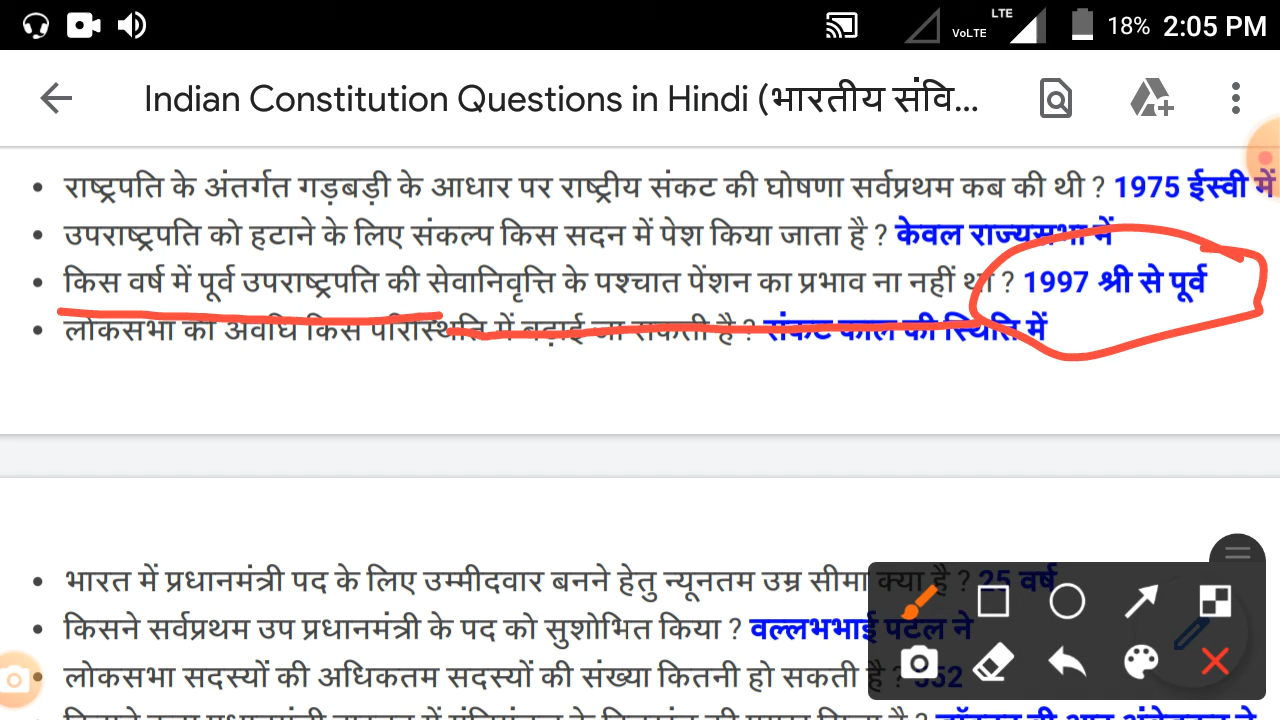 VoLTE LTE 18% 2:05 PM
Indian Constitution Questions in Hindi (भारतीय संवि...
• राष्ट्रपति के अंतर्गत गड़बड़ी के आधार पर राष्ट्रीय संकट की घोषणा सर्वप्रथम कब की थी ? 1975 ईस्वी में
• उपराष्ट्रपति को हटाने के लिए संकल्प किस सदन में पेश किया जाता है ? केवल राज्यसभा में
• किस वर्ष में पूर्व उपराष्ट्रपति की सेवानिवृत्ति के पश्चात पेंशन का प्रभाव ना नहीं था ? 1997 श्री से पूर्व
• लोकसभा की अवधि किस परिस्थति में बढ़ाई जा सकती है ? संकट काल की स्थिति में
• भारत में प्रधानमंत्री पद के लिए उम्मीदवार बनने हेतु न्यूनतम उम्र सीमा क्या है ? 25 वर्ष
• किसने सर्वप्रथम उप प्रधानमंत्री के पद को सुशोभित किया ? वल्लभभाई पटेल ने
• लोकसभा सदस्यों की अधिकतम सदस्यों की संख्या कितनी हो सकती है ? 552